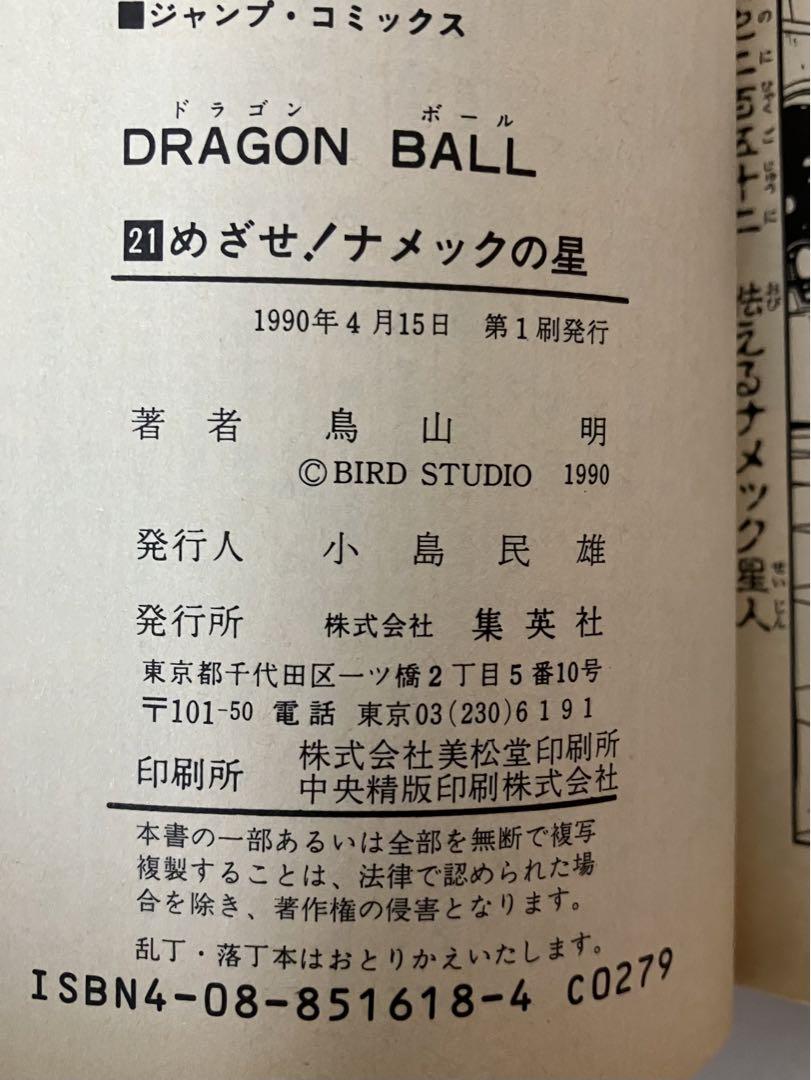 ■ジャンプ・コミックス
ドラゴン ボール
DRAGON BALL
21めざせ!ナメックの星
1990年4月15日 第1刷発行
著者 鳥山 明
©BIRD STUDIO 1990
発行人 小島民雄
発行所 株式会社 集英社
東京都千代田区一ツ橋2丁目5番10号
〒101-50 電話 東京03(230)6191
印刷所 株式会社美松堂印刷所
中央精版印刷株式会社
本書の一部あるいは全部を無断で複写
複製することは、法律で認められた場
合を除き、著作権の侵害となります。
乱丁・落丁本はおとりかえいたします。
ISBN4-08-851618-4 C0279
二百五十二 怯えるナメック星人